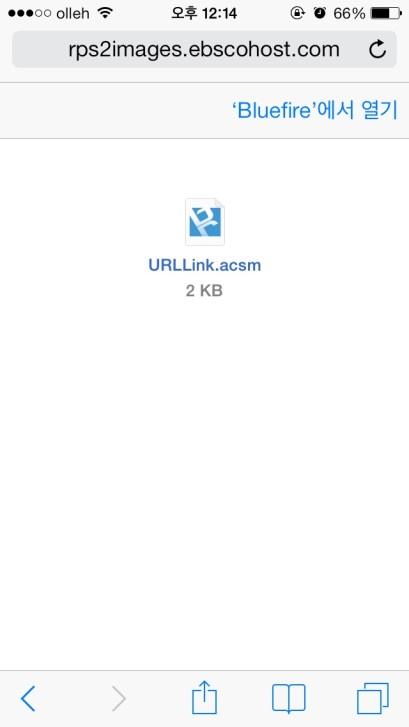 olleh 오후 12:14 66%
rps2images.ebscohost.com
‘Bluefire’에서 열기
URLLink.acsm
2 KB